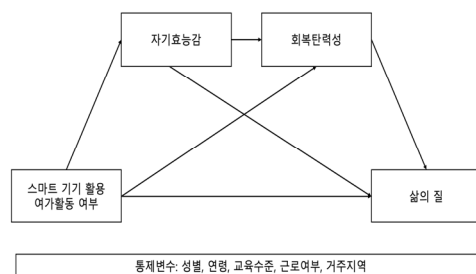 자기효능감
회복탄력성
스마트 기기 활용
여가활동 여부
삶의 질
통제변수: 성별, 연령, 교육수준, 근로여부, 거주지역